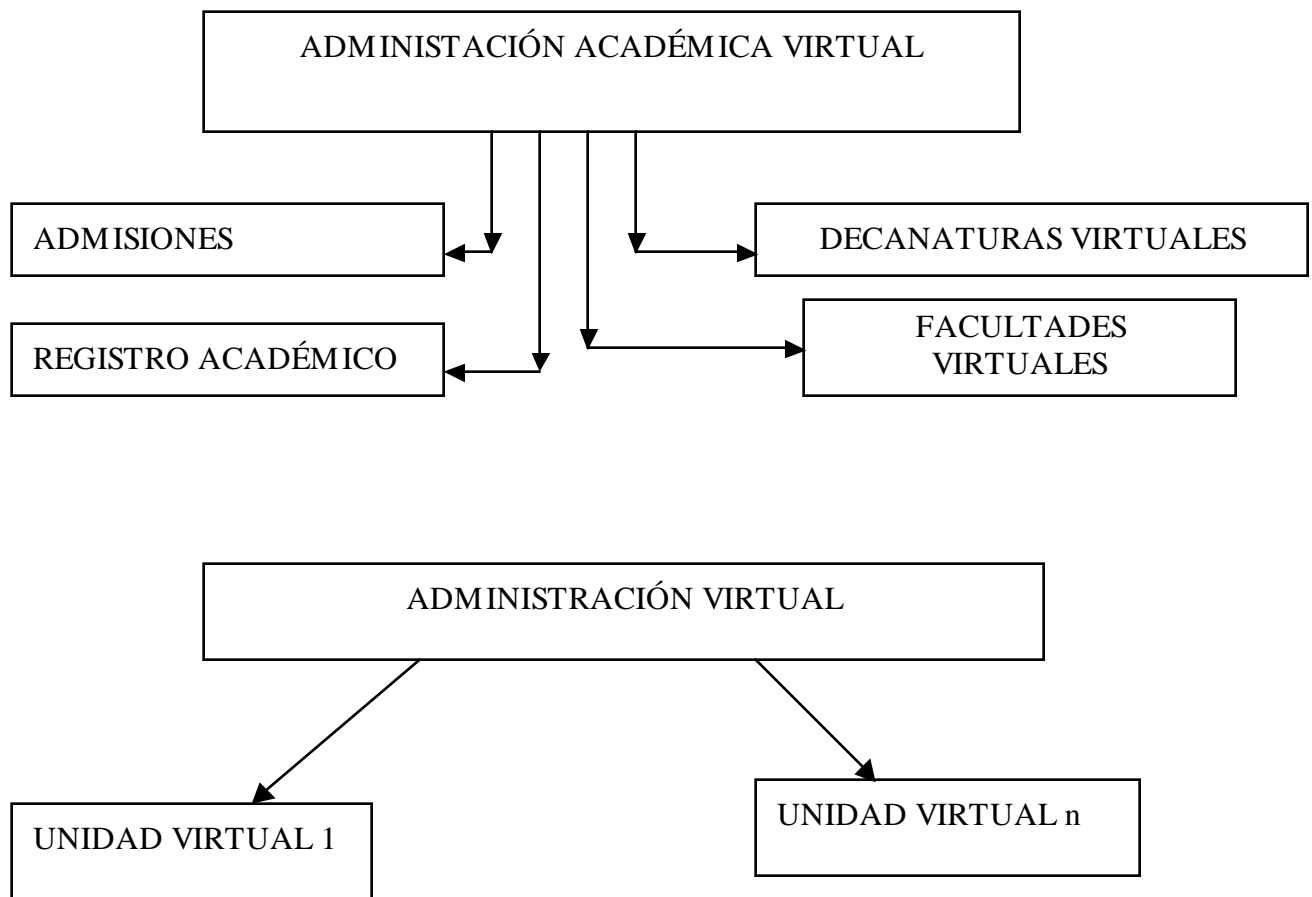 ADMINISTACIÓN ACADÉMICA VIRTUAL
ADMISIONES
DECANATURAS VIRTUALES
REGISTRO ACADÉMICO
FACULTADES
VIRTUALES
ADMINISTRACIÓN VIRTUAL
UNIDAD VIRTUAL 1
UNIDAD VIRTUAL n